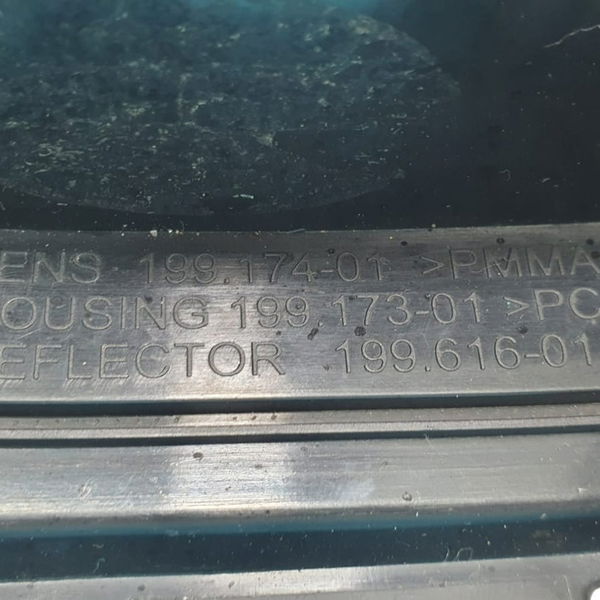 ENS 199.174-01 >PMMA
OUSING 199.173-01 >PC
EFLECTOR 199.616-01